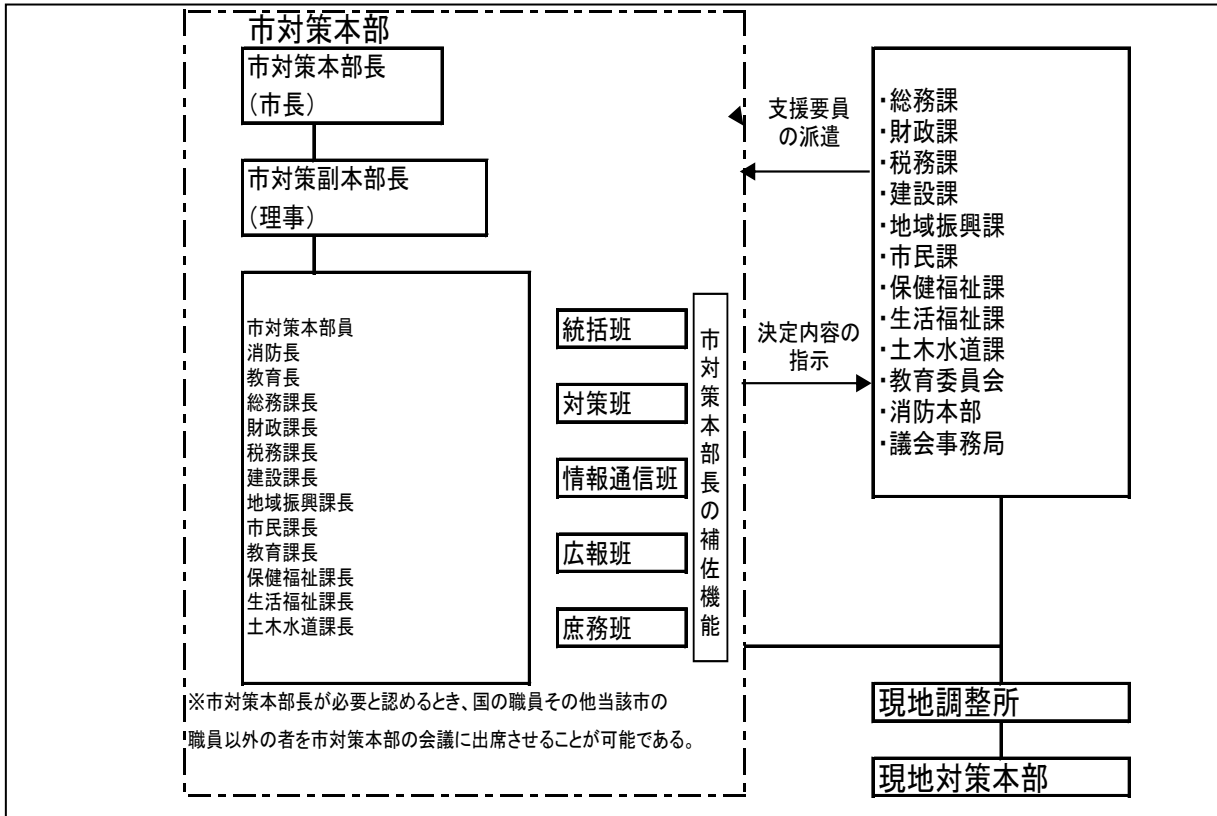 市対策本部
市対策本部長
（市長）
市対策副本部長
（理事）
市対策本部員
消防長
教育長
総務課長
財政課長
税務課長
建設課長
地域振興課長
市民課長
教育課長
保健福祉課長
生活福祉課長
土木水道課長
統括班
対策班
情報通信班
広報班
庶務班
市対策本部長の補佐機能
※市対策本部長が必要と認めるとき、国の職員その他当該市の
職員以外の者を市対策本部の会議に出席させることが可能である。
支援要員
の派遣
決定内容の
指示
・総務課
・財政課
・税務課
・建設課
・地域振興課
・市民課
・保健福祉課
・生活福祉課
・土木水道課
・教育委員会
・消防本部
・議会事務局
現地調整所
現地対策本部